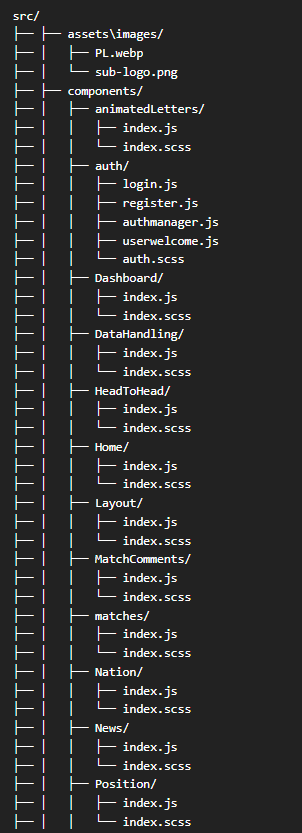 src/
├── ├── assets\images/
├── │   ├── PL.webp
├── │   └── sub-logo.png
├── ├── components/
├── │   ├── animatedLetters/
├── │   │   ├── index.js
├── │   │   └── index.scss
├── │   ├── auth/
├── │   │   ├── login.js
├── │   │   ├── register.js
├── │   │   ├── authmanager.js
├── │   │   ├── userwelcome.js
├── │   │   └── auth.scss
├── │   ├── Dashboard/
├── │   │   ├── index.js
├── │   │   └── index.scss
├── │   ├── DataHandling/
├── │   │   ├── index.js
├── │   │   └── index.scss
├── │   ├── HeadToHead/
├── │   │   ├── index.js
├── │   │   └── index.scss
├── │   ├── Home/
├── │   │   ├── index.js
├── │   │   └── index.scss
├── │   ├── Layout/
├── │   │   ├── index.js
├── │   │   └── index.scss
├── │   ├── MatchComments/
├── │   │   ├── index.js
├── │   │   └── index.scss
├── │   ├── matches/
├── │   │   ├── index.js
├── │   │   └── index.scss
├── │   ├── Nation/
├── │   │   ├── index.js
├── │   │   └── index.scss
├── │   ├── News/
├── │   │   ├── index.js
├── │   │   └── index.scss
├── │   ├── Position/
├── │   │   ├── index.js
├── │   │   └── index.scss